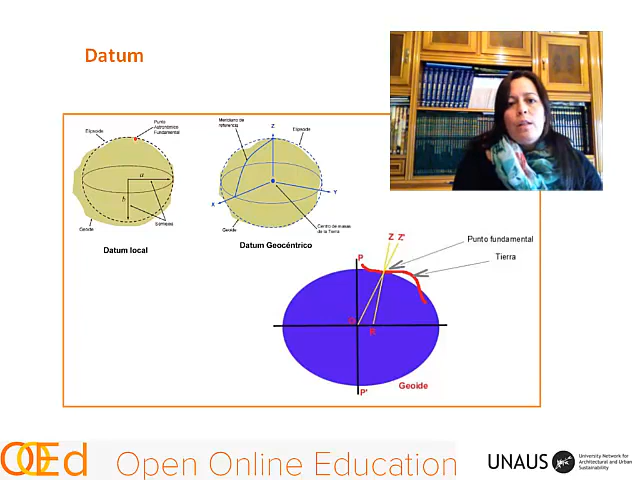 Datum
Punto
Astronómico
Fundamental
Elipsoide
a
b
Semiejes
Geoide
Datum local
Meridiano de
referencia
Z
Elipsoide
Y
X
Geoide
Centro de masas
de la Tierra
Datum Geocéntrico
Z Z'
Punto fundamental
Tierra
P
R
Geoide
P'
OOEd
Open Online Education
UNAUS
University Network for
Architectural and Urban
Sustainability